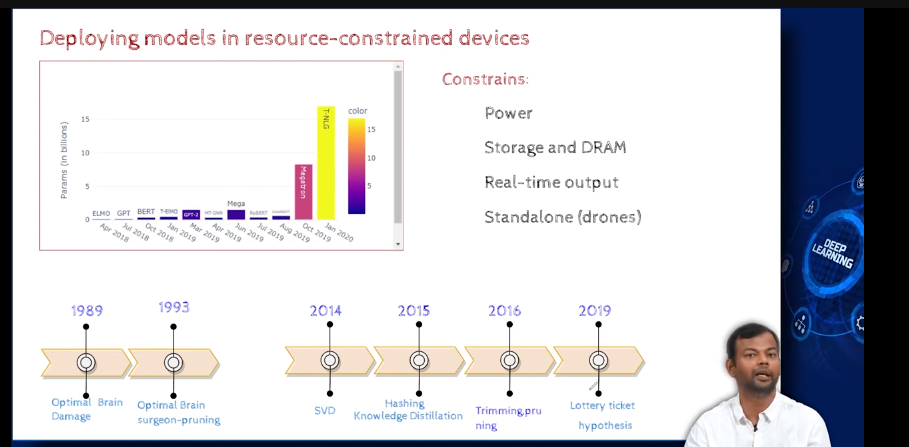 Deploying models in resource-constrained devices
Params (in billions)
15
10
5
0
ELMO
GPT
BERT
T-EMO
GPT-2
MT-DNN
Mega
RoBERT
Megatron
T-NLG
Apr 2018
Jul 2018
Oct 2018
Jan 2019
Mar 2019
Apr 2019
Jun 2019
Jul 2019
Aug 2019
Oct 2019
Jan 2020
color
15
10
5
Constrains:
Power
Storage and DRAM
Real-time output
Standalone (drones)
DEEP
LEARNING
1989
1993
2014
2015
2016
2019
Optimal Brain
Damage
Optimal Brain
surgeon-pruning
SVD
Hashing
Knowledge Distillation
Trimming,pru
ning
Lottery ticket
hypothesis